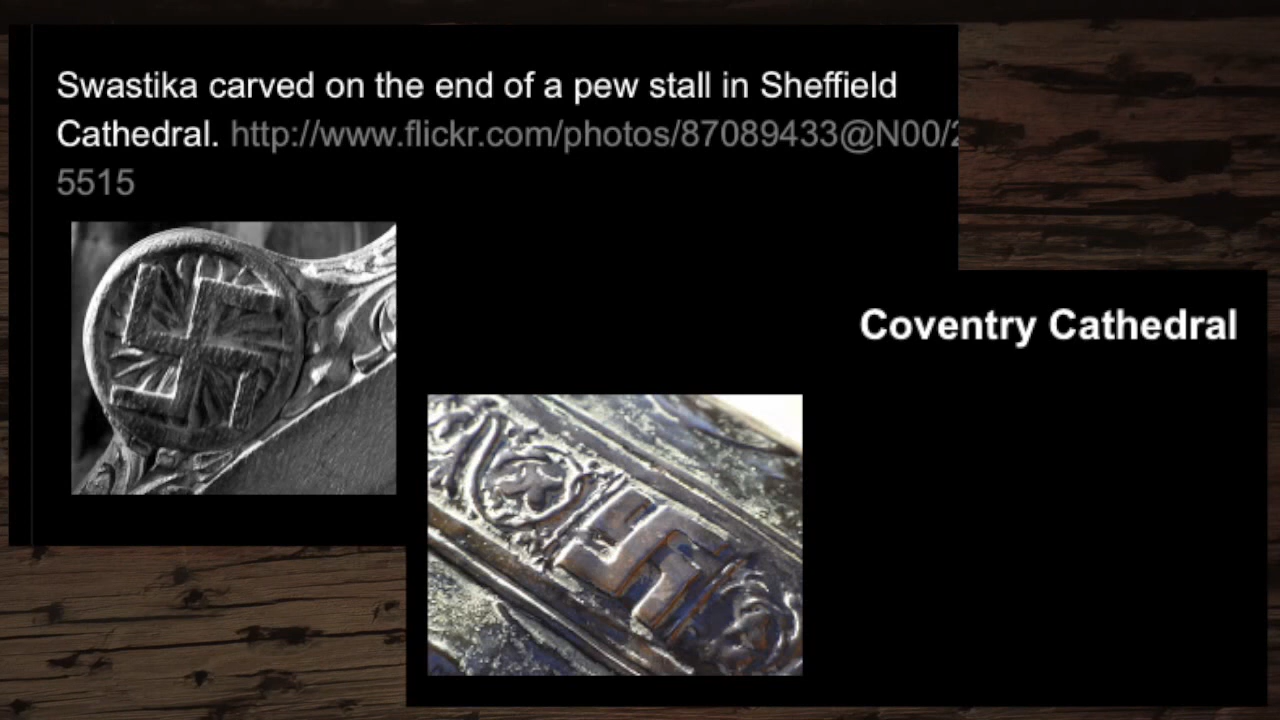 Swastika carved on the end of a pew stall in Sheffield
Cathedral. http://www.flickr.com/photos/87089433@N00/2
5515
Coventry Cathedral